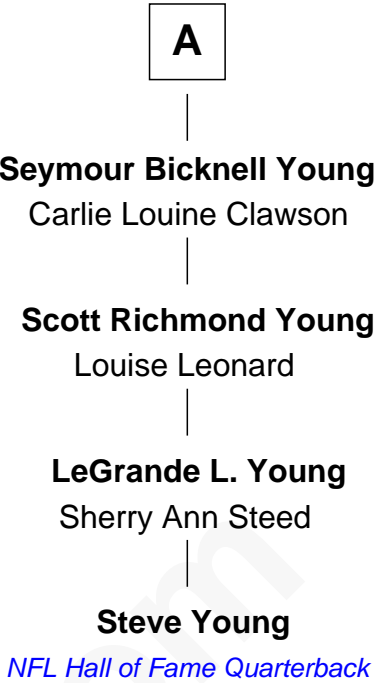 A
Seymour Bicknell Young
Carlie Louine Clawson
Scott Richmond Young
Louise Leonard
LeGrande L. Young
Sherry Ann Steed
Steve Young
NFL Hall of Fame Quarterback